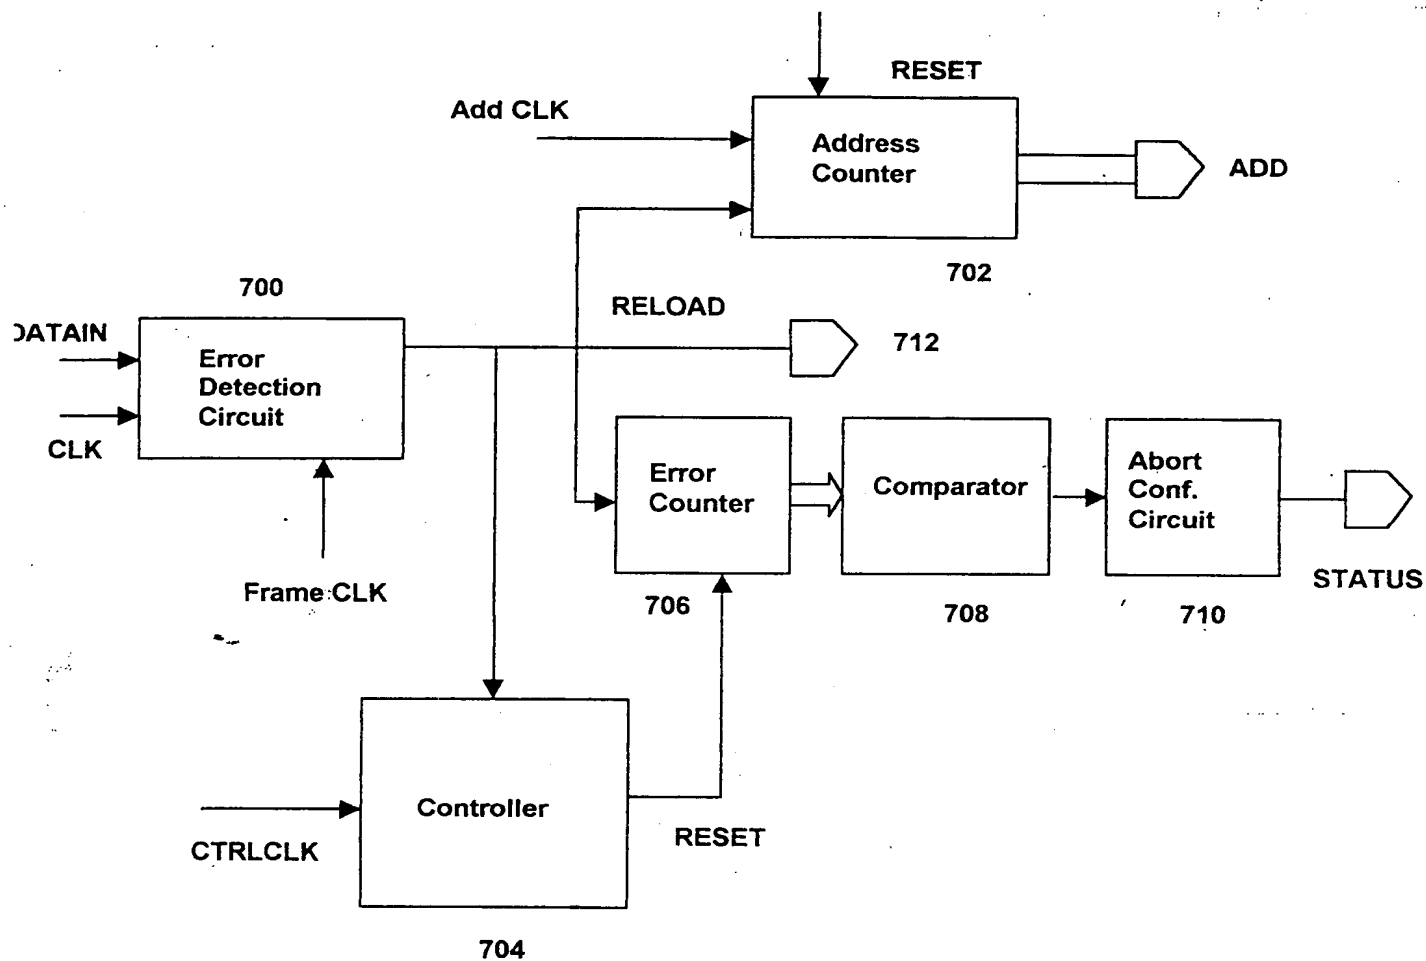 RESET
Add CLK
Address
Counter
ADD
702
700
RELOAD
712
DATAIN
Error
Detection
Circuit
CLK
Frame CLK
Error
Counter
706
Comparator
708
Abort
Conf.
Circuit
710
STATUS
Controller
CTRLCLK
RESET
704